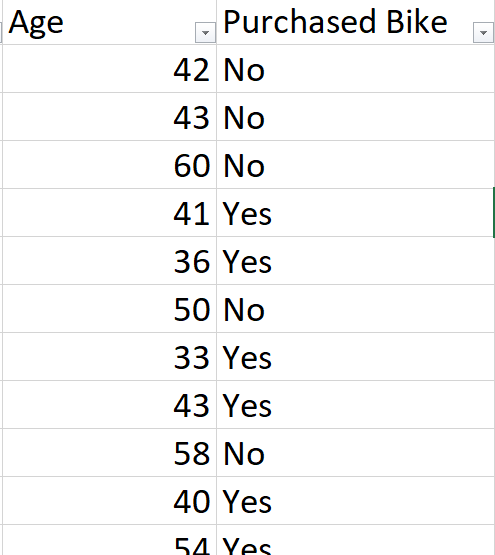 Age Purchased Bike
42 No
43 No
60 No
41 Yes
36 Yes
50 No
33 Yes
43 Yes
58 No
40 Yes
54 Yes